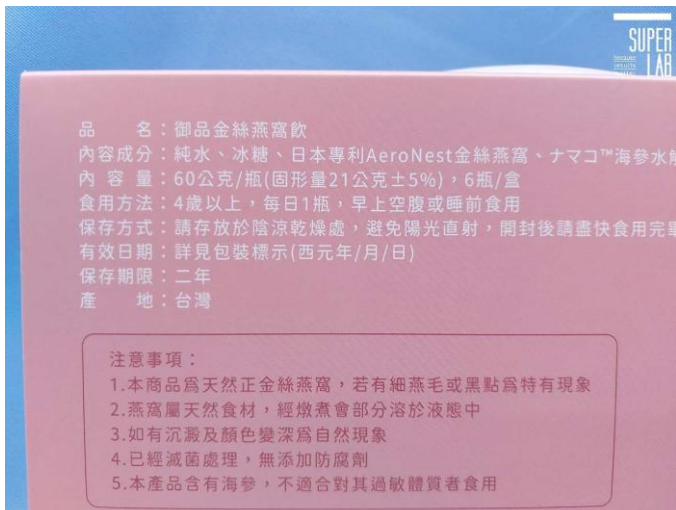 SUPER
LAB
品　　名：御品金絲燕窩飲
內容成分：純水、冰糖、日本專利AeroNest金絲燕窩、ナマコ™海參水解
內 容 量：60公克/瓶(固形量21公克±5%)，6瓶/盒
食用方法：4歲以上，每日1瓶，早上空腹或睡前食用
保存方式：請存放於陰涼乾燥處，避免陽光直射，開封後請盡快食用完畢
有效日期：詳見包裝標示(西元年/月/日)
保存期限：二年
產　　地：台灣
注意事項：
1.本商品爲天然正金絲燕窩，若有細燕毛或黑點爲特有現象
2.燕窩屬天然食材，經燉煮會部分溶於液態中
3.如有沉澱及顏色變深爲自然現象
4.已經滅菌處理，無添加防腐劑
5.本產品含有海參，不適合對其過敏體質者食用